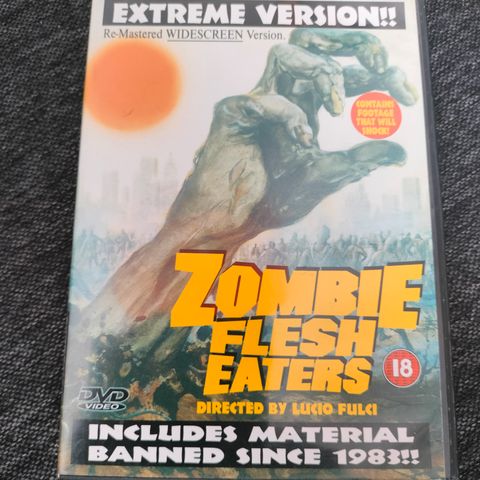 EXTREME VERSION!!
Re-Mastered WIDESCREEN Version.
CONTAINS
FOOTAGE
THAT WILL
SHOCK!
ZOMBIE
FLESH
EATERS
18
DIRECTED BY LUCIO FULCI
DVD
VIDEO
INCLUDES MATERIAL
BANNED SINCE 1983!!